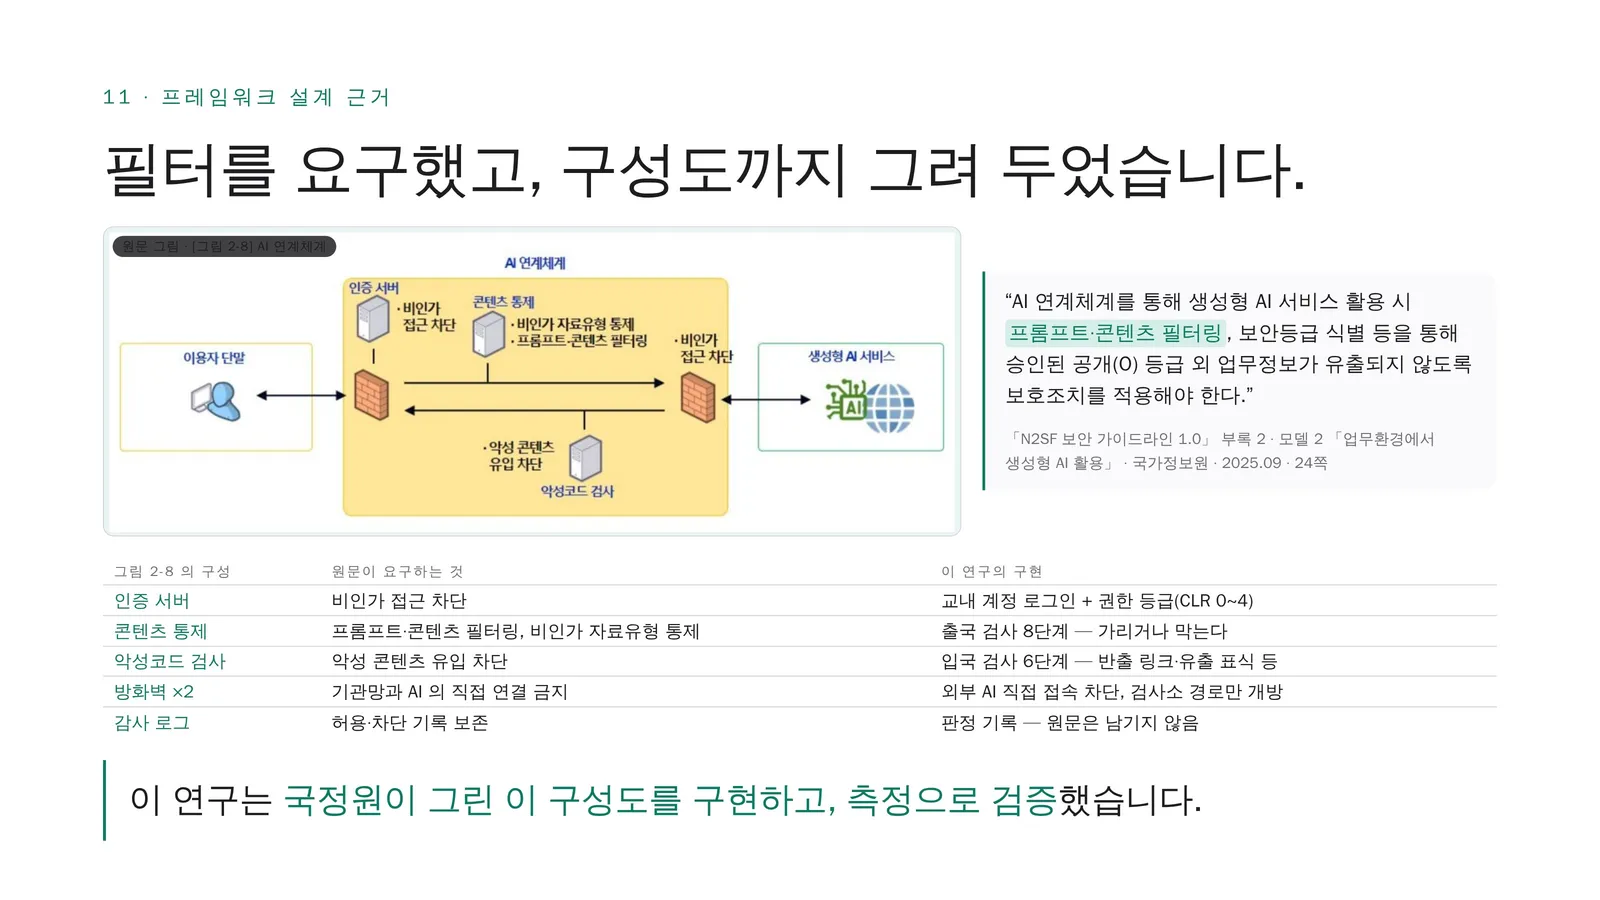 11 · 프레임워크 설계 근거
필터를 요구했고, 구성도까지 그려 두었습니다.
원문 그림 · [그림 2-8] AI 연계체계
AI 연계체계
인증 서버
· 비인가
접근 차단
콘텐츠 통제
· 비인가 자료유형 통제
· 프롬프트·콘텐츠 필터링
· 비인가
접근 차단
이용자 단말
생성형 AI 서비스
AI
· 악성 콘텐츠
유입 차단
악성코드 검사
“AI 연계체계를 통해 생성형 AI 서비스 활용 시
프롬프트·콘텐츠 필터링, 보안등급 식별 등을 통해
승인된 공개(O) 등급 외 업무정보가 유출되지 않도록
보호조치를 적용해야 한다.”
「N2SF 보안 가이드라인 1.0」 부록 2 · 모델 2 「업무환경에서
생성형 AI 활용」 · 국가정보원 · 2025.09 · 24쪽
그림 2-8 의 구성 원문이 요구하는 것 이 연구의 구현
인증 서버 비인가 접근 차단 교내 계정 로그인 + 권한 등급(CLR 0~4)
콘텐츠 통제 프롬프트·콘텐츠 필터링, 비인가 자료유형 통제 출국 검사 8단계 — 가리거나 막는다
악성코드 검사 악성 콘텐츠 유입 차단 입국 검사 6단계 — 반출 링크·유출 표식 등
방화벽 ×2 기관망과 AI 의 직접 연결 금지 외부 AI 직접 접속 차단, 검사소 경로만 개방
감사 로그 허용·차단 기록 보존 판정 기록 — 원문은 남기지 않음
이 연구는 국정원이 그린 이 구성도를 구현하고, 측정으로 검증했습니다.